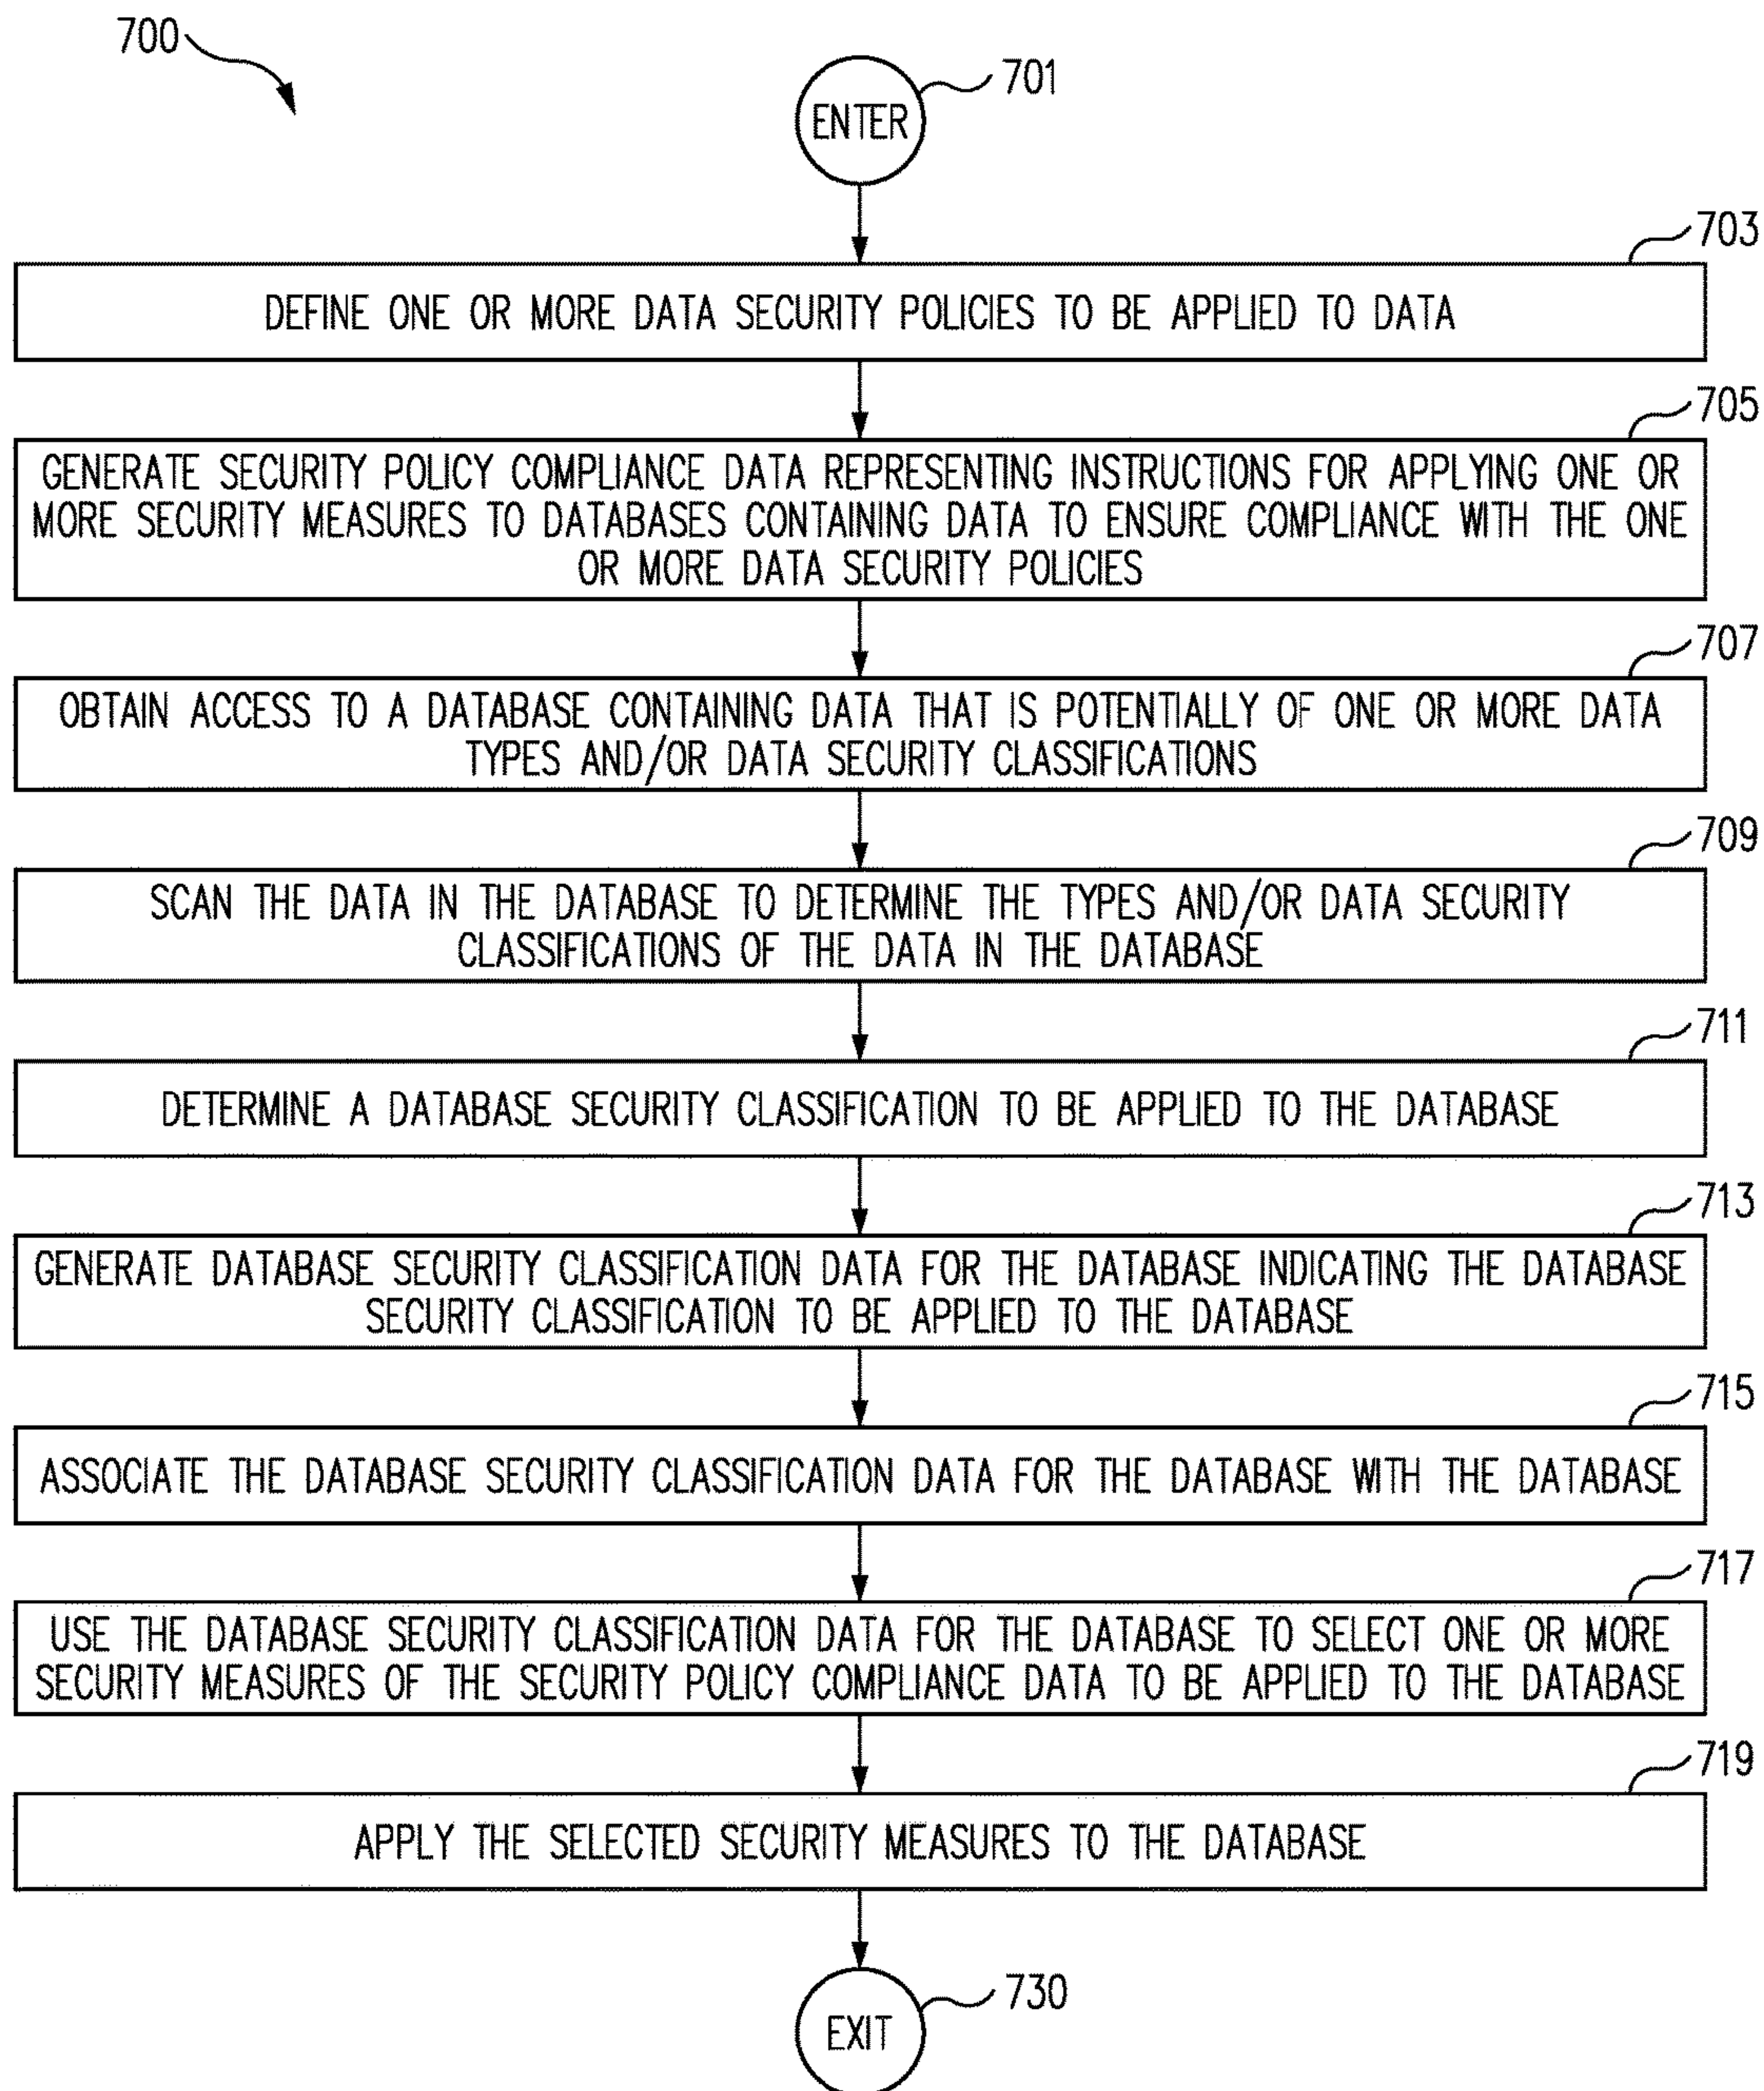 700
701
ENTER
703
DEFINE ONE OR MORE DATA SECURITY POLICIES TO BE APPLIED TO DATA
705
GENERATE SECURITY POLICY COMPLIANCE DATA REPRESENTING INSTRUCTIONS FOR APPLYING ONE OR
MORE SECURITY MEASURES TO DATABASES CONTAINING DATA TO ENSURE COMPLIANCE WITH THE ONE
OR MORE DATA SECURITY POLICIES
707
OBTAIN ACCESS TO A DATABASE CONTAINING DATA THAT IS POTENTIALLY OF ONE OR MORE DATA
TYPES AND/OR DATA SECURITY CLASSIFICATIONS
709
SCAN THE DATA IN THE DATABASE TO DETERMINE THE TYPES AND/OR DATA SECURITY
CLASSIFICATIONS OF THE DATA IN THE DATABASE
711
DETERMINE A DATABASE SECURITY CLASSIFICATION TO BE APPLIED TO THE DATABASE
713
GENERATE DATABASE SECURITY CLASSIFICATION DATA FOR THE DATABASE INDICATING THE DATABASE
SECURITY CLASSIFICATION TO BE APPLIED TO THE DATABASE
715
ASSOCIATE THE DATABASE SECURITY CLASSIFICATION DATA FOR THE DATABASE WITH THE DATABASE
717
USE THE DATABASE SECURITY CLASSIFICATION DATA FOR THE DATABASE TO SELECT ONE OR MORE
SECURITY MEASURES OF THE SECURITY POLICY COMPLIANCE DATA TO BE APPLIED TO THE DATABASE
719
APPLY THE SELECTED SECURITY MEASURES TO THE DATABASE
730
EXIT